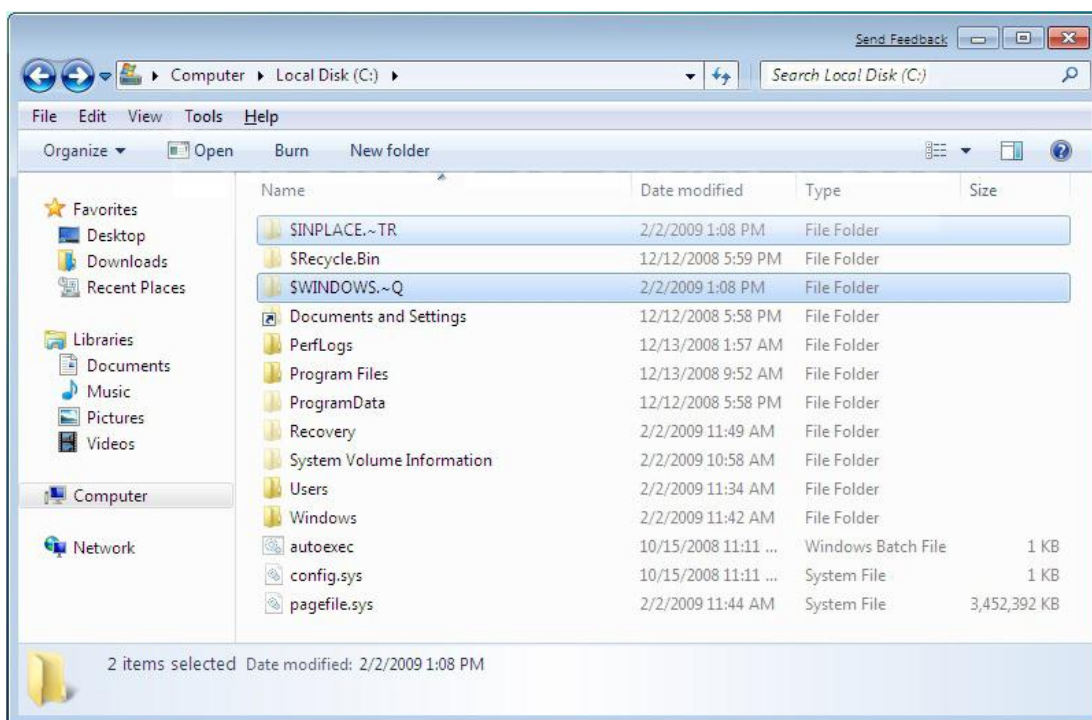 Send Feedback
Computer Local Disk (C:) Search Local Disk (C:)
File Edit View Tools Help
Organize Open Burn New folder
Name Date modified Type Size
Favorites
Desktop
Downloads
Recent Places
Libraries
Documents
Music
Pictures
Videos
Computer
Network
$INPLACE.~TR 2/2/2009 1:08 PM File Folder
$Recycle.Bin 12/12/2008 5:59 PM File Folder
$WINDOWS.~Q 2/2/2009 1:08 PM File Folder
Documents and Settings 12/12/2008 5:58 PM File Folder
PerfLogs 12/13/2008 1:57 AM File Folder
Program Files 12/13/2008 9:52 AM File Folder
ProgramData 12/12/2008 5:58 PM File Folder
Recovery 2/2/2009 11:49 AM File Folder
System Volume Information 2/2/2009 10:58 AM File Folder
Users 2/2/2009 11:34 AM File Folder
Windows 2/2/2009 11:42 AM File Folder
autoexec 10/15/2008 11:11 ... Windows Batch File 1 KB
config.sys 10/15/2008 11:11 ... System File 1 KB
pagefile.sys 2/2/2009 11:44 AM System File 3,452,392 KB
2 items selected Date modified: 2/2/2009 1:08 PM